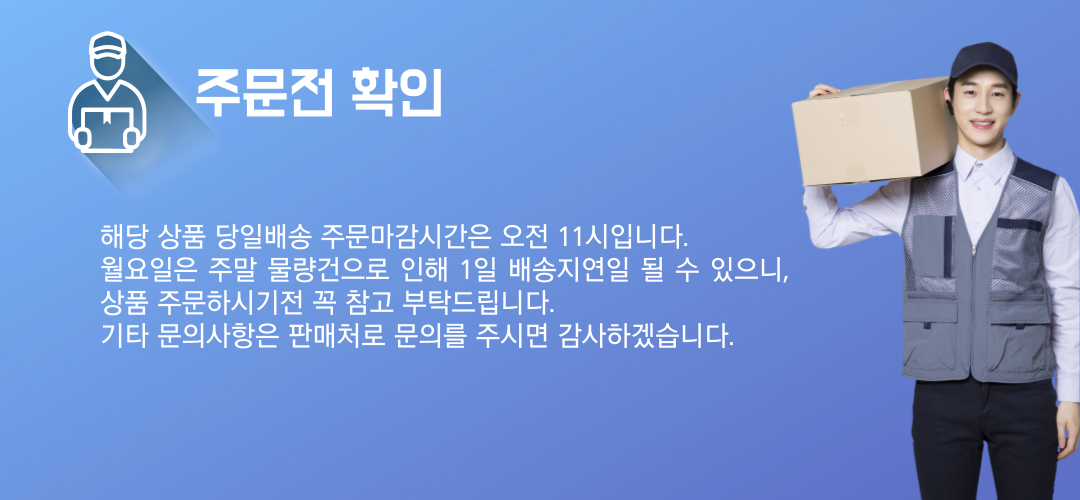 주문전 확인
해당 상품 당일배송 주문마감시간은 오전 11시입니다.
월요일은 주말 물량건으로 인해 1일 배송지연일 될 수 있으니,
상품 주문하시기전 꼭 참고 부탁드립니다.
기타 문의사항은 판매처로 문의를 주시면 감사하겠습니다.